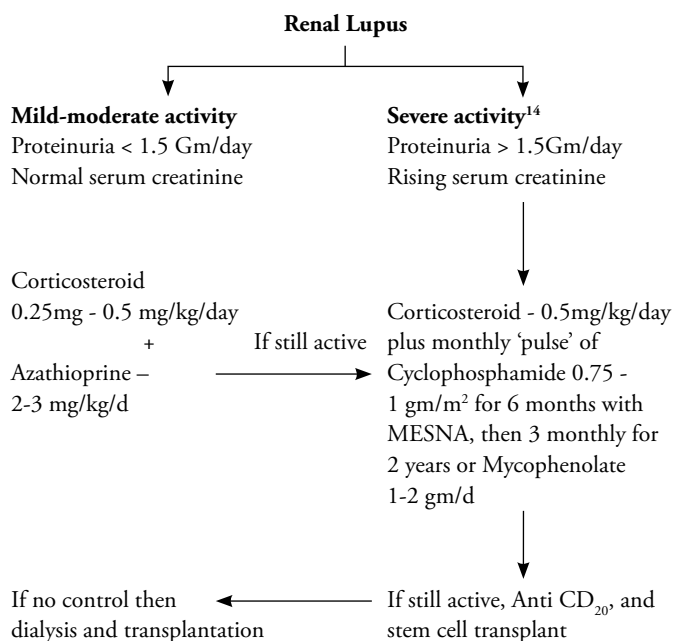 Renal Lupus
Mild-moderate activity
Proteinuria < 1.5 Gm/day
Normal serum creatinine
Severe activity¹⁴
Proteinuria > 1.5Gm/day
Rising serum creatinine
Corticosteroid
0.25mg - 0.5 mg/kg/day
+
Azathioprine –
2-3 mg/kg/d
If still active
Corticosteroid - 0.5mg/kg/day
plus monthly ‘pulse’ of
Cyclophosphamide 0.75 -
1 gm/m² for 6 months with
MESNA, then 3 monthly for
2 years or Mycophenolate
1-2 gm/d
If still active, Anti CD₂₀, and
stem cell transplant
If no control then
dialysis and transplantation